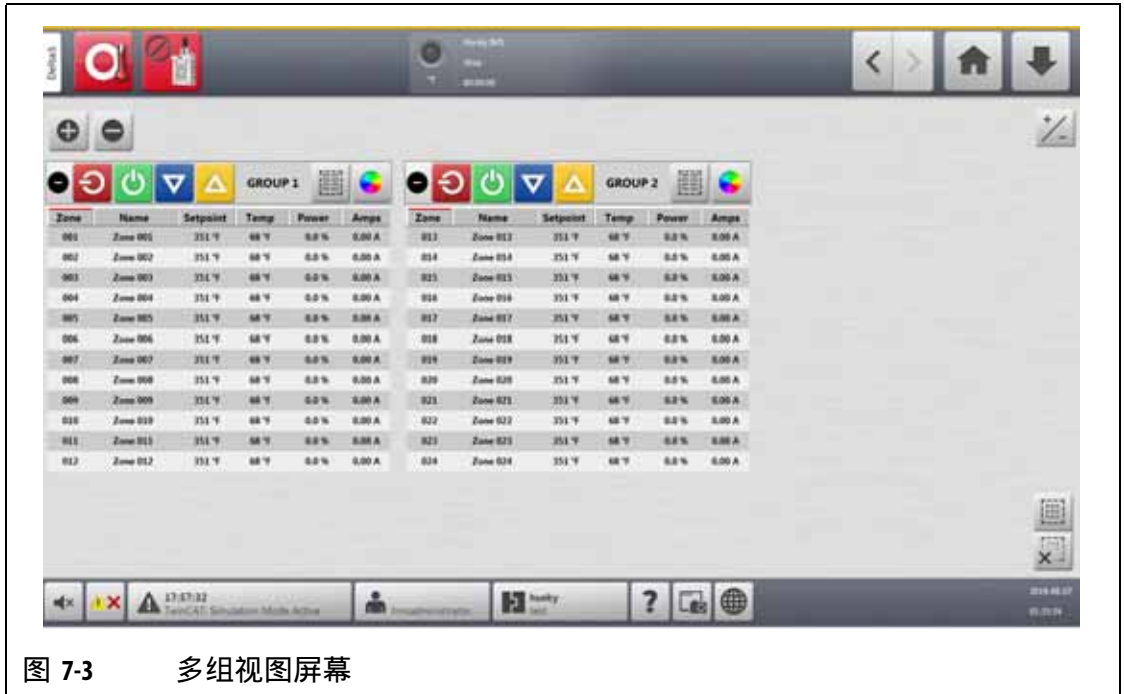 Delta5
GROUP 1
GROUP 2
Zone Name Setpoint Temp Power Amps Zone Name Setpoint Temp Power Amps
001 Zone 001 351 °F 68 °F 0.0 % 0.00 A 013 Zone 013 351 °F 68 °F 0.0 % 0.00 A
002 Zone 002 351 °F 68 °F 0.0 % 0.00 A 014 Zone 014 351 °F 68 °F 0.0 % 0.00 A
003 Zone 003 351 °F 68 °F 0.0 % 0.00 A 015 Zone 015 351 °F 68 °F 0.0 % 0.00 A
004 Zone 004 351 °F 68 °F 0.0 % 0.00 A 016 Zone 016 351 °F 68 °F 0.0 % 0.00 A
005 Zone 005 351 °F 68 °F 0.0 % 0.00 A 017 Zone 017 351 °F 68 °F 0.0 % 0.00 A
006 Zone 006 351 °F 68 °F 0.0 % 0.00 A 018 Zone 018 351 °F 68 °F 0.0 % 0.00 A
007 Zone 007 351 °F 68 °F 0.0 % 0.00 A 019 Zone 019 351 °F 68 °F 0.0 % 0.00 A
008 Zone 008 351 °F 68 °F 0.0 % 0.00 A 020 Zone 020 351 °F 68 °F 0.0 % 0.00 A
009 Zone 009 351 °F 68 °F 0.0 % 0.00 A 021 Zone 021 351 °F 68 °F 0.0 % 0.00 A
010 Zone 010 351 °F 68 °F 0.0 % 0.00 A 022 Zone 022 351 °F 68 °F 0.0 % 0.00 A
011 Zone 011 351 °F 68 °F 0.0 % 0.00 A 023 Zone 023 351 °F 68 °F 0.0 % 0.00 A
012 Zone 012 351 °F 68 °F 0.0 % 0.00 A 024 Zone 024 351 °F 68 °F 0.0 % 0.00 A
17:57:32
TwinCAT: Simulation Mode Active
husky
test
?
图 7-3 多组视图屏幕